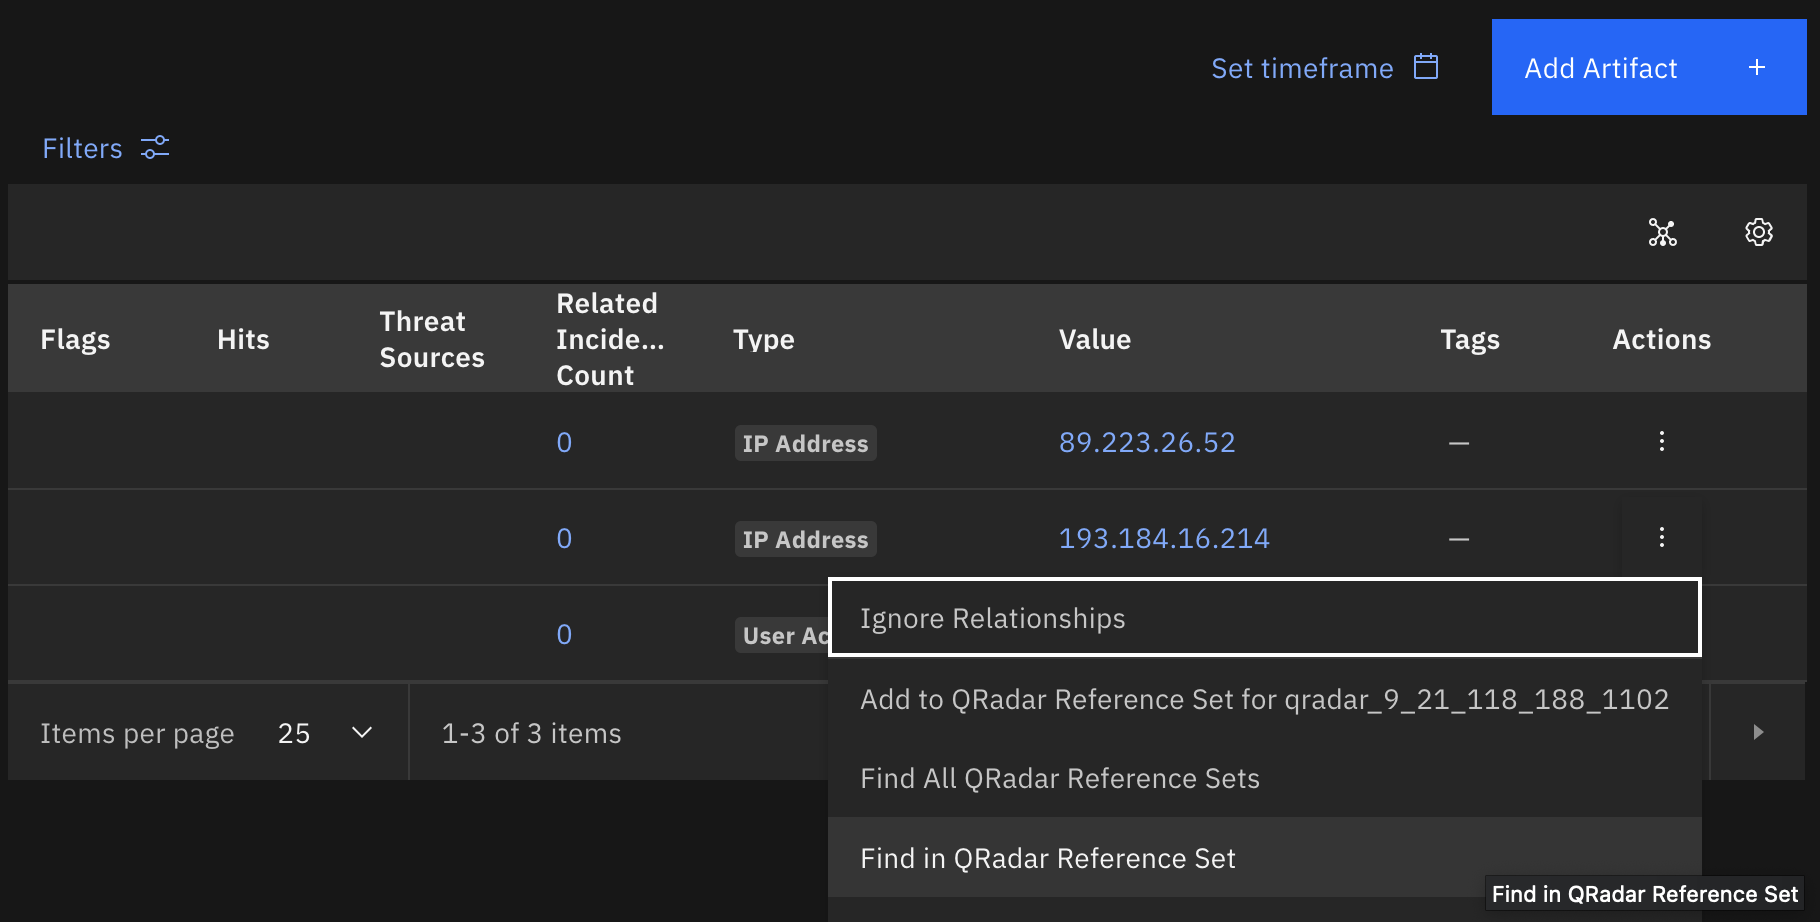 Set timeframe
Add Artifact +
Filters
Flags
Hits
Threat
Sources
Related
Incide...
Count
Type
Value
Tags
Actions
0 IP Address 89.223.26.52 —
0 IP Address 193.184.16.214 —
0 User Ac
Ignore Relationships
Add to QRadar Reference Set for qradar_9_21_118_188_1102
Find All QRadar Reference Sets
Find in QRadar Reference Set
Find in QRadar Reference Set
Items per page 25
1-3 of 3 items